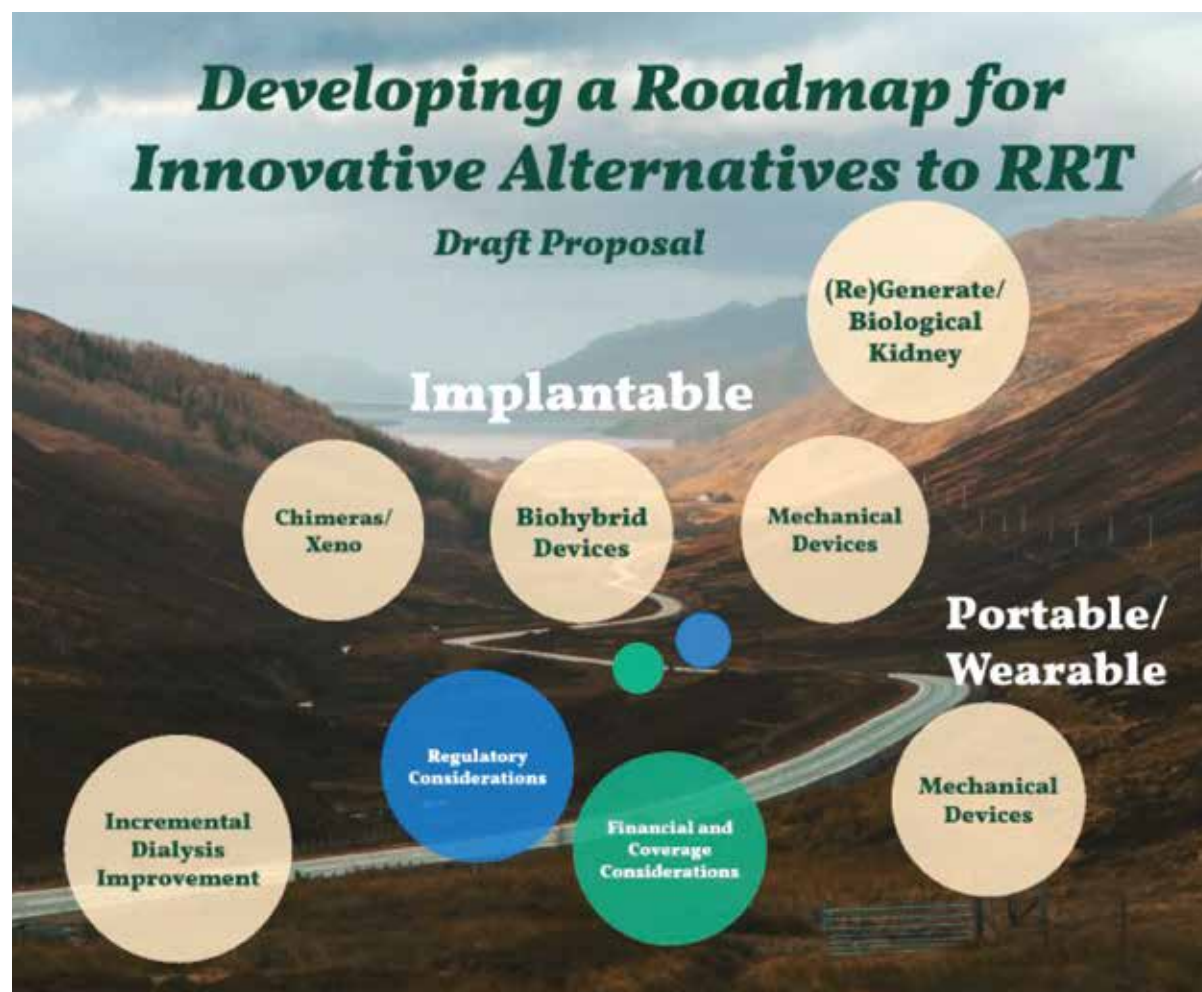 Developing a Roadmap for
Innovative Alternatives to RRT
Draft Proposal
(Re)Generate/
Biological
Kidney
Implantable
Chimeras/
Xeno
Biohybrid
Devices
Mechanical
Devices
Portable/
Wearable
Regulatory
Considerations
Mechanical
Devices
Incremental
Dialysis
Improvement
Financial and
Coverage
Considerations